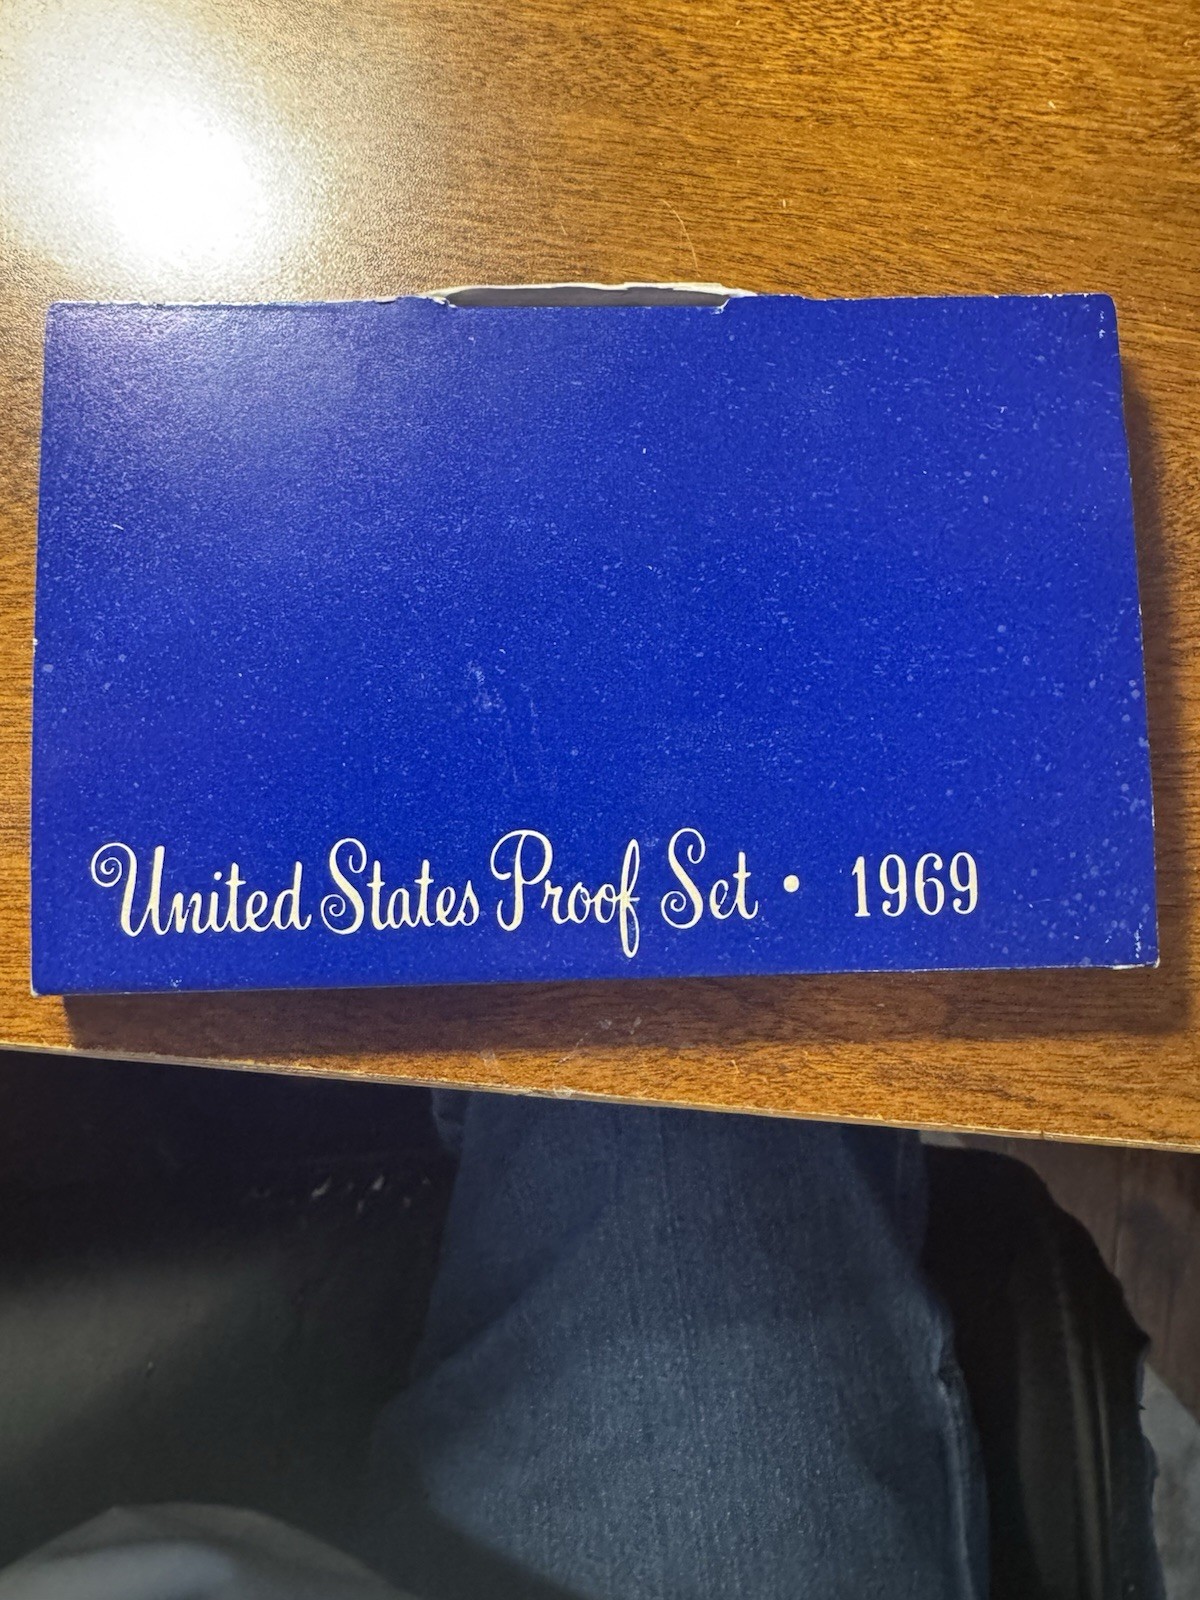 United States Proof Set • 1969